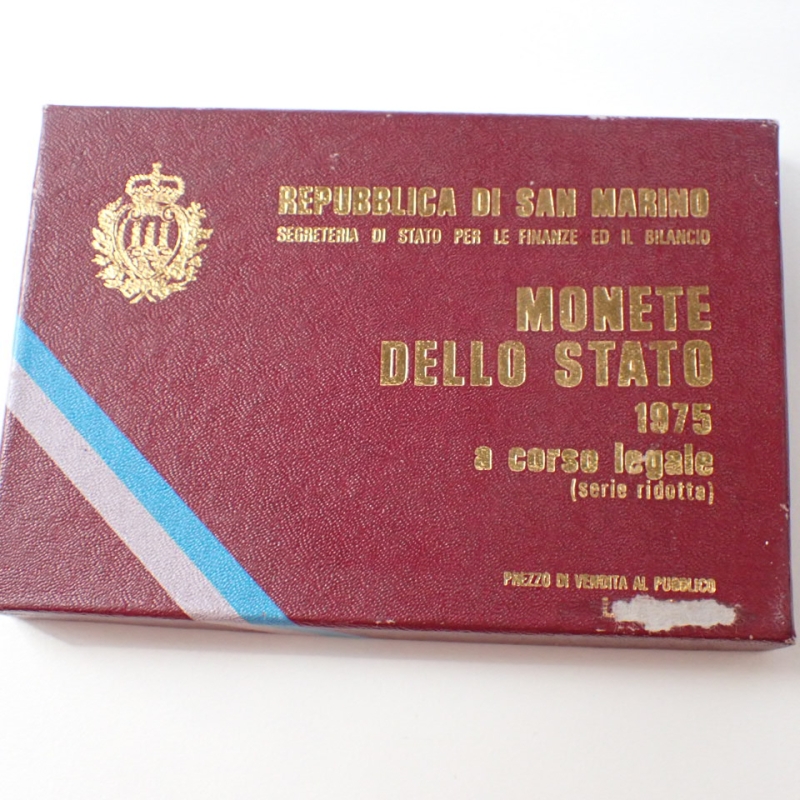 REPUBBLICA DI SAN MARINO
SEGRETERIA DI STATO PER LE FINANZE ED IL BILANCIO
MONETE
DELLO STATO
1975
a corso legale
(serie ridotta)
PREZZO DI VENDITA AL PUBBLICO